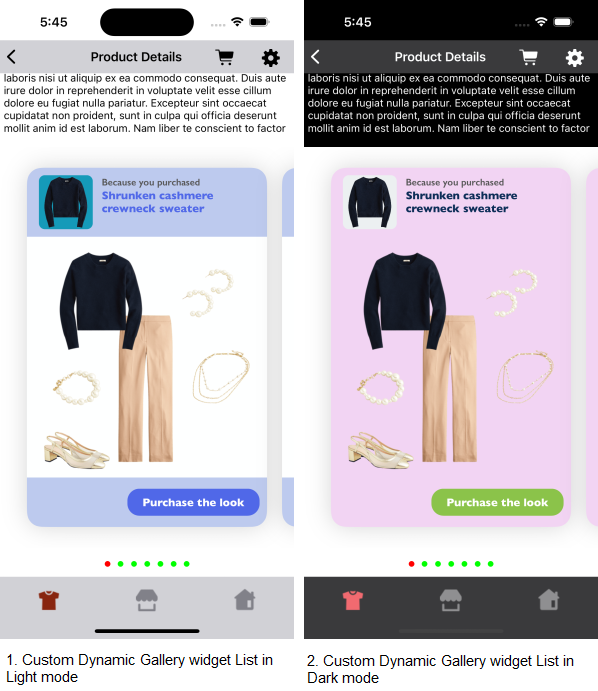 5:45
Product Details
laboris nisi ut aliquip ex ea commodo consequat. Duis aute
irure dolor in reprehenderit in voluptate velit esse cillum
dolore eu fugiat nulla pariatur. Excepteur sint occaecat
cupidatat non proident, sunt in culpa qui officia deserunt
mollit anim id est laborum. Nam liber te conscient to factor
Because you purchased
Shrunken cashmere
crewneck sweater
Purchase the look
1. Custom Dynamic Gallery widget List in
Light mode
5:45
Product Details
laboris nisi ut aliquip ex ea commodo consequat. Duis aute
irure dolor in reprehenderit in voluptate velit esse cillum
dolore eu fugiat nulla pariatur. Excepteur sint occaecat
cupidatat non proident, sunt in culpa qui officia deserunt
mollit anim id est laborum. Nam liber te conscient to factor
Because you purchased
Shrunken cashmere
crewneck sweater
Purchase the look
2. Custom Dynamic Gallery widget List in
Dark mode